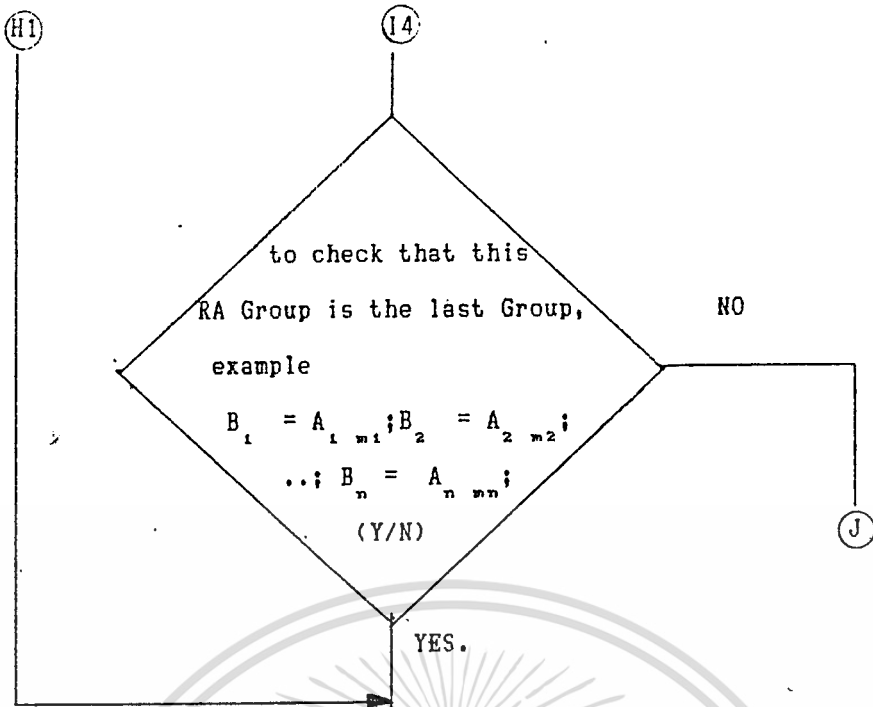 H1
I4
to check that this
RA Group is the last Group,
example
B₁ = A₁ ₘ₁; B₂ = A₂ ₘ₂;
..; Bₙ = Aₙ ₘₙ;
(Y/N)
NO
J
YES.